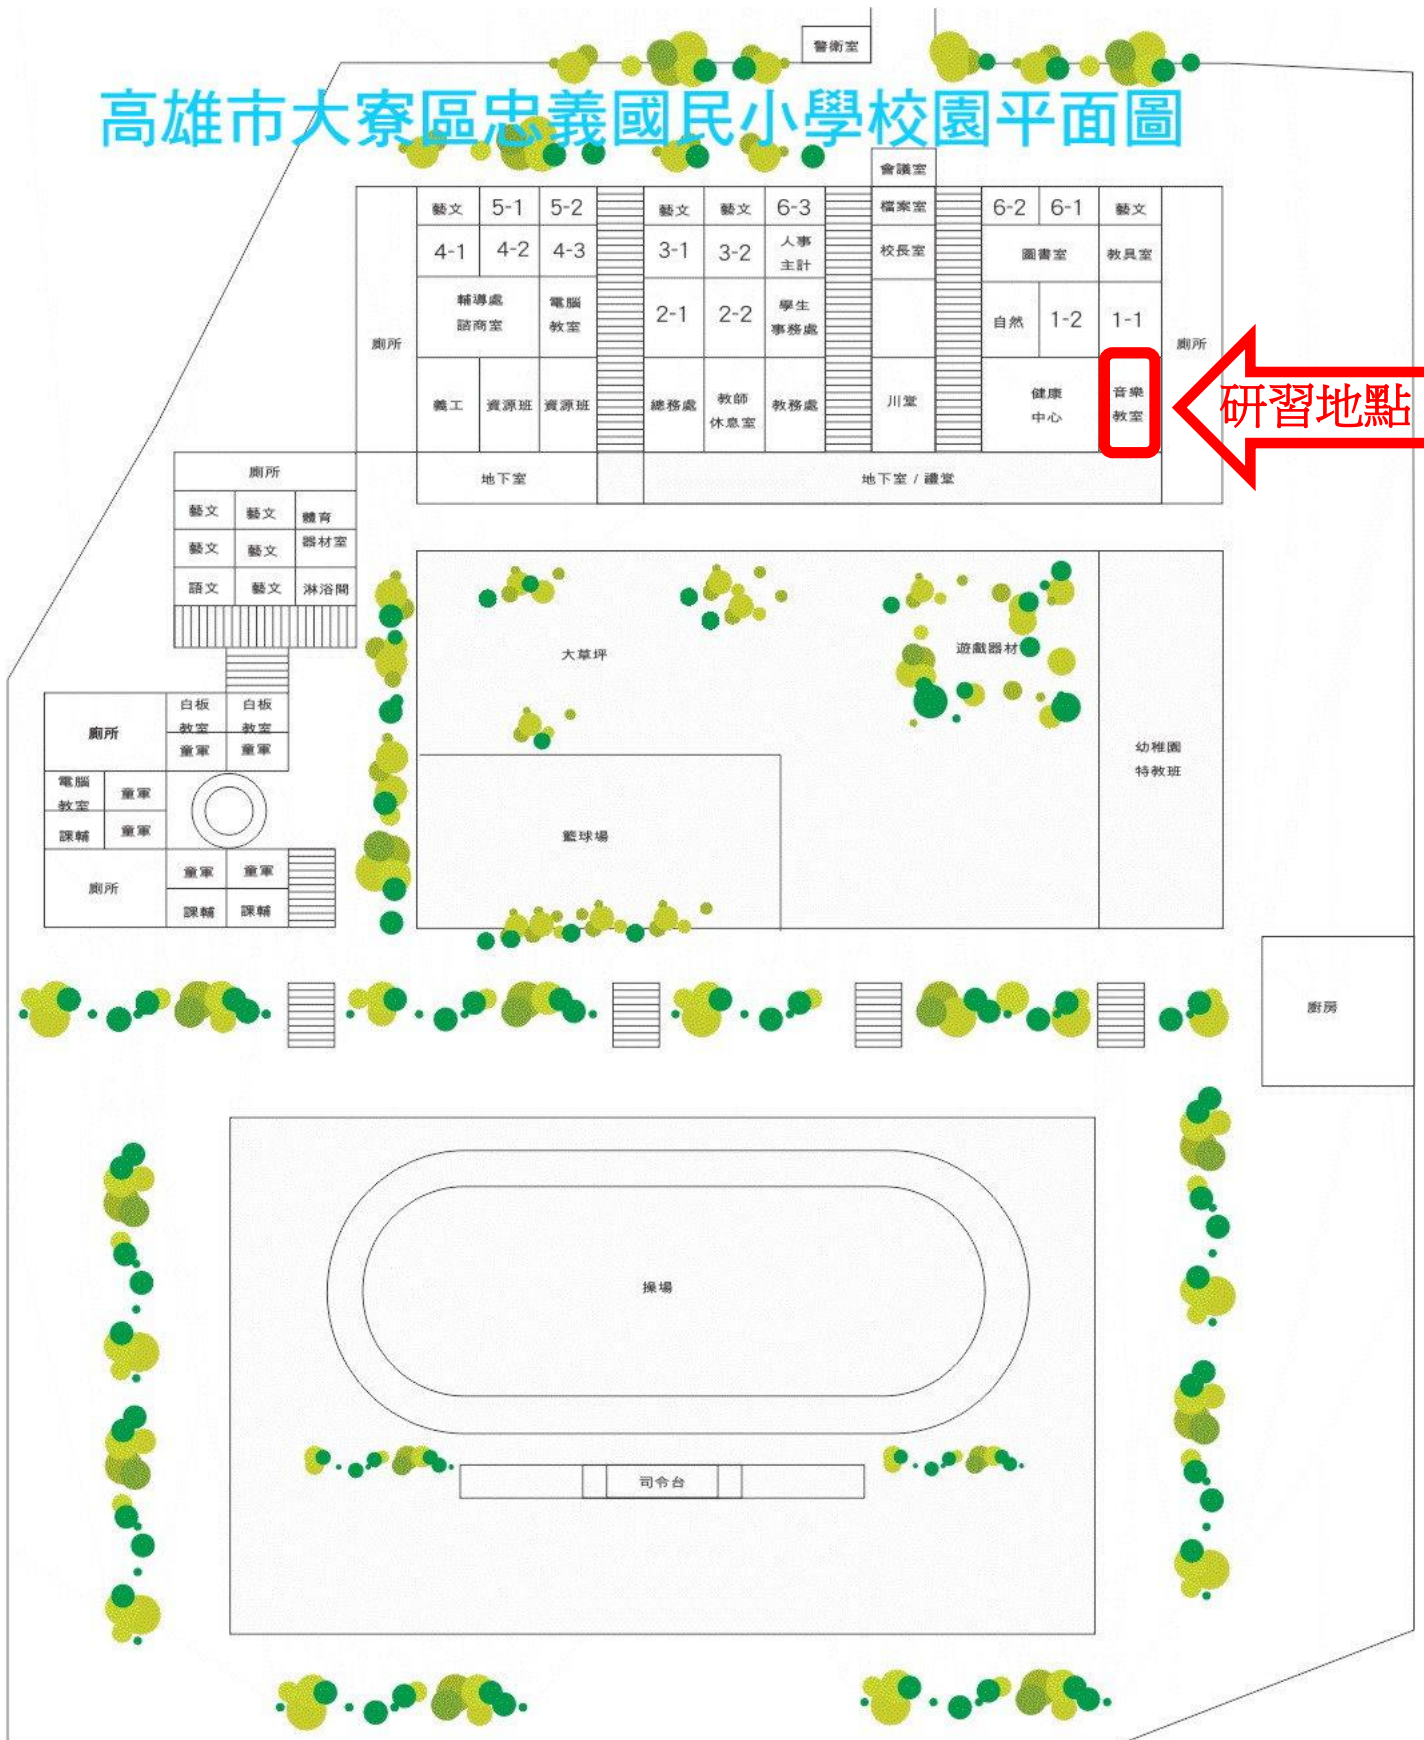 警衛室
高雄市大寮區忠義國民小學校園平面圖
會議室
藝文 5-1 5-2 藝文 藝文 6-3 檔案室 6-2 6-1 藝文
4-1 4-2 4-3 3-1 3-2 人事 校長室 圖書室 教具室
主計
輔導處 電腦 2-1 2-2 學生 自然 1-2 1-1
諮商室 教室 事務處
廁所 廁所
義工 資源班 資源班 總務處 教師 教務處 川堂 健康 音樂 研習地點
休息室 中心 教室
地下室 地下室 / 禮堂
廁所
藝文 藝文 體育
藝文 藝文 器材室
語文 藝文 淋浴間
大草坪 遊戲器材
廁所 白板 白板
教室 教室
童軍 童軍
幼稚園
特教班
電腦 童軍
教室
課輔 童軍
籃球場
廁所 童軍 童軍
課輔 課輔
廚房
操場
司令台